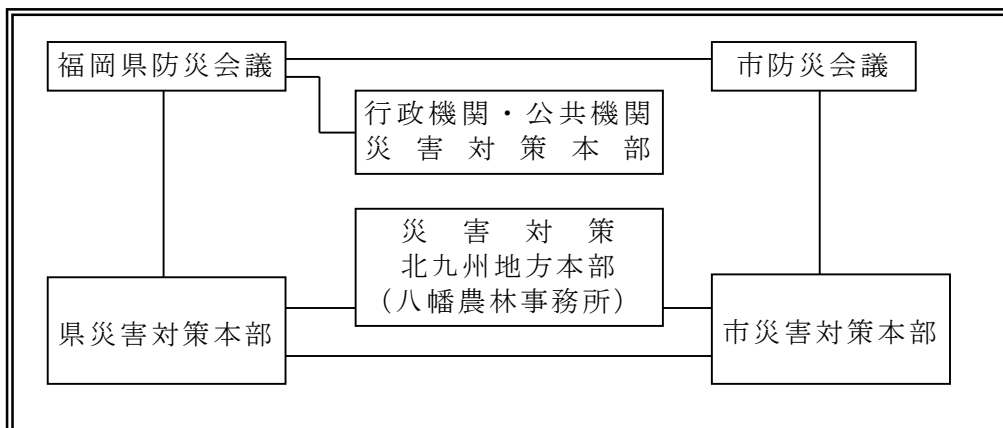 福岡県防災会議
市防災会議
行政機関・公共機関
災害対策本部
災害対策
北九州地方本部
（八幡農林事務所）
県災害対策本部
市災害対策本部